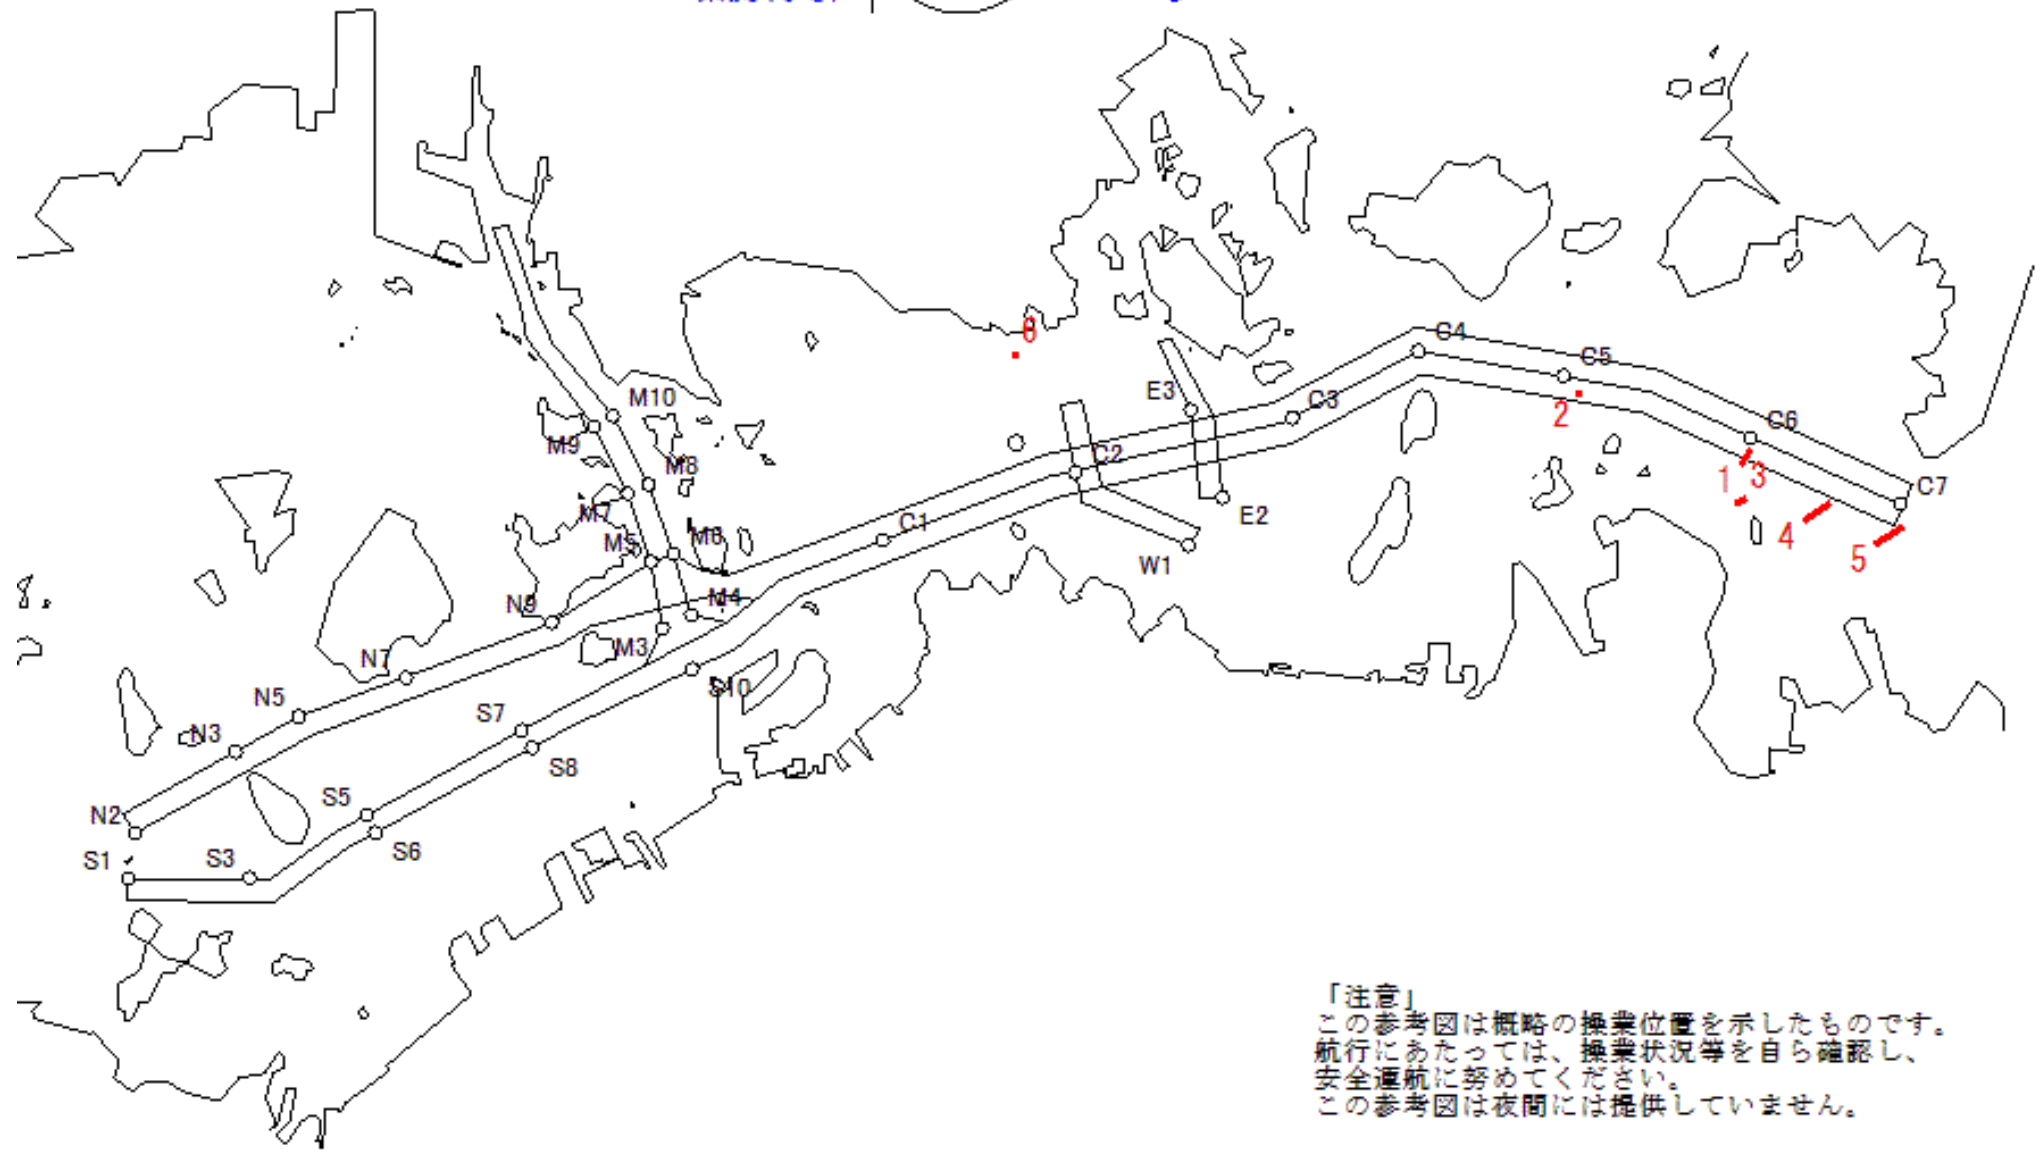 6
C4
C5
2
E3
C3
C6
M10
M9
M8
C2
1
3
C7
E2
4
5
M7
M5
M6
C1
W1
N9
M4
M3
N7
S10
N5
S7
N3
S8
N2
S5
S6
S1
S3
「注意」
この参考図は概略の操業位置を示したものです。
航行にあたっては、操業状況等を自ら確認し、
安全運航に努めてください。
この参考図は夜間には提供していません。